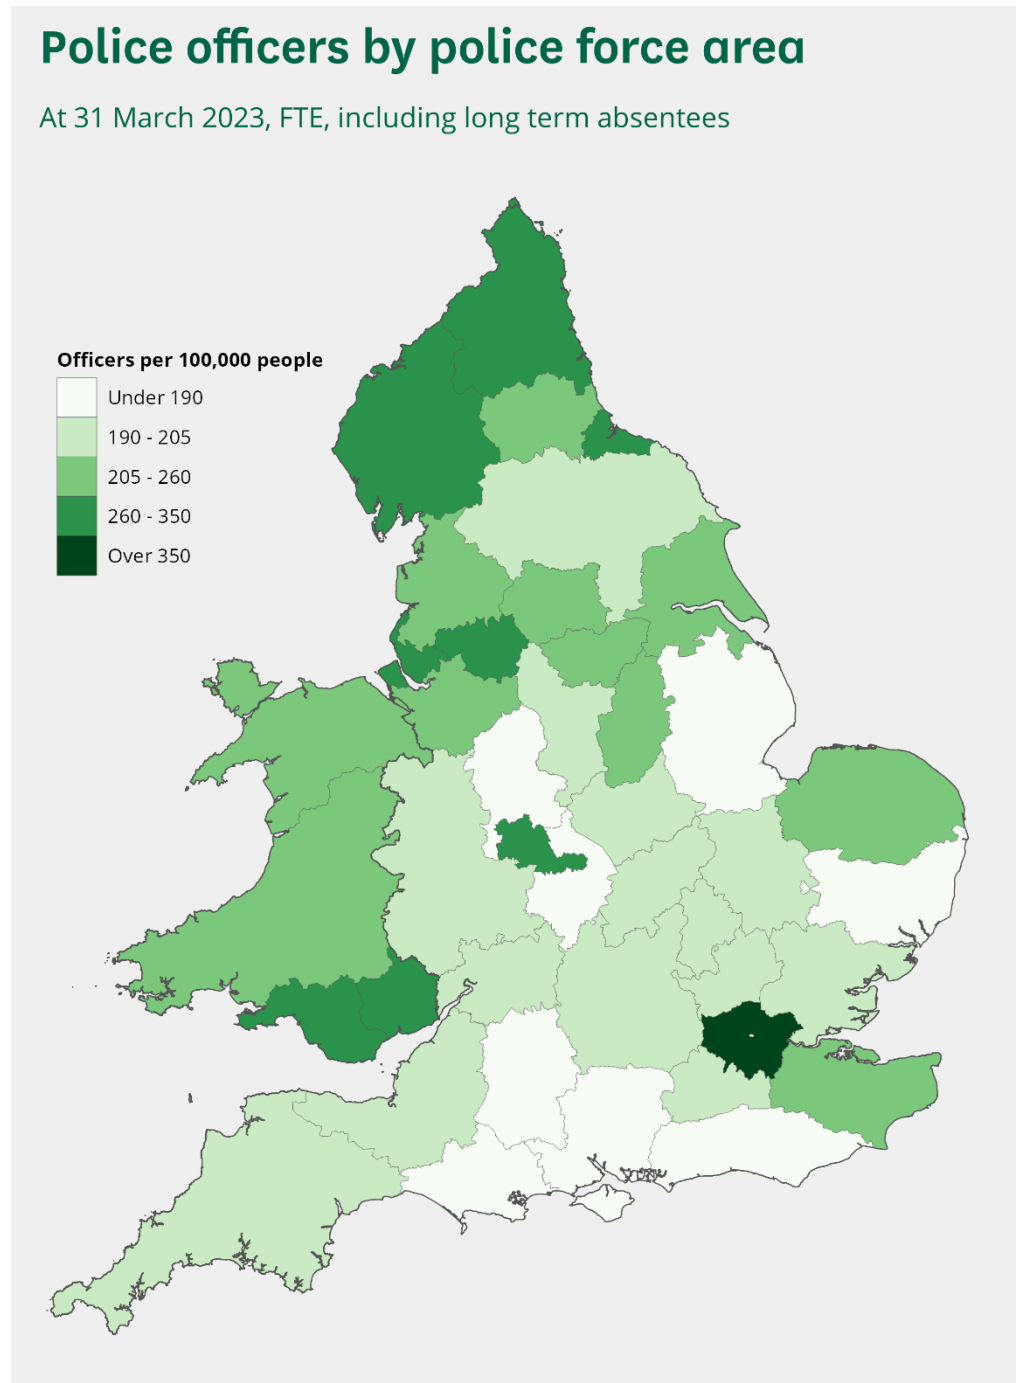 Police officers by police force area
At 31 March 2023, FTE, including long term absentees
Officers per 100,000 people
Under 190
190 - 205
205 - 260
260 - 350
Over 350